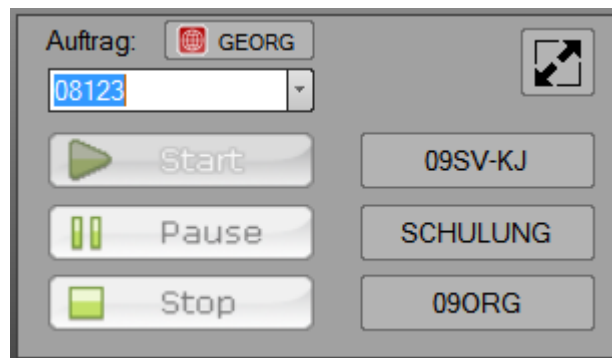 Auftrag: GEORG
08123
Start 09SV-KJ
Pause SCHULUNG
Stop 09ORG